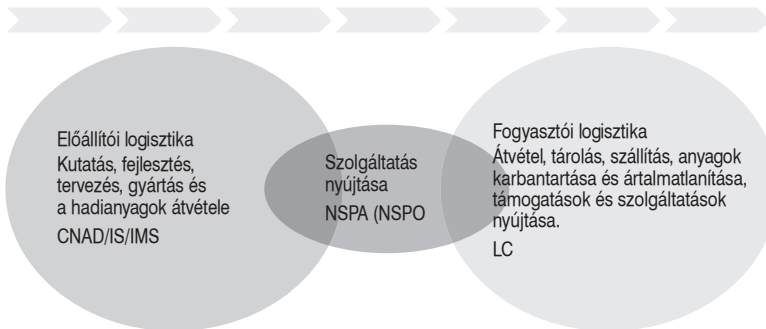 Előállítói logisztika
Kutatás, fejlesztés,
tervezés, gyártás és
a hadianyagok átvétele
CNAD/IS/IMS
Szolgáltatás
nyújtása
NSPA (NSPO
Fogyasztói logisztika
Átvétel, tárolás, szállítás, anyagok
karbantartása és ártalmatlanítása,
támogatások és szolgáltatások
nyújtása.
LC